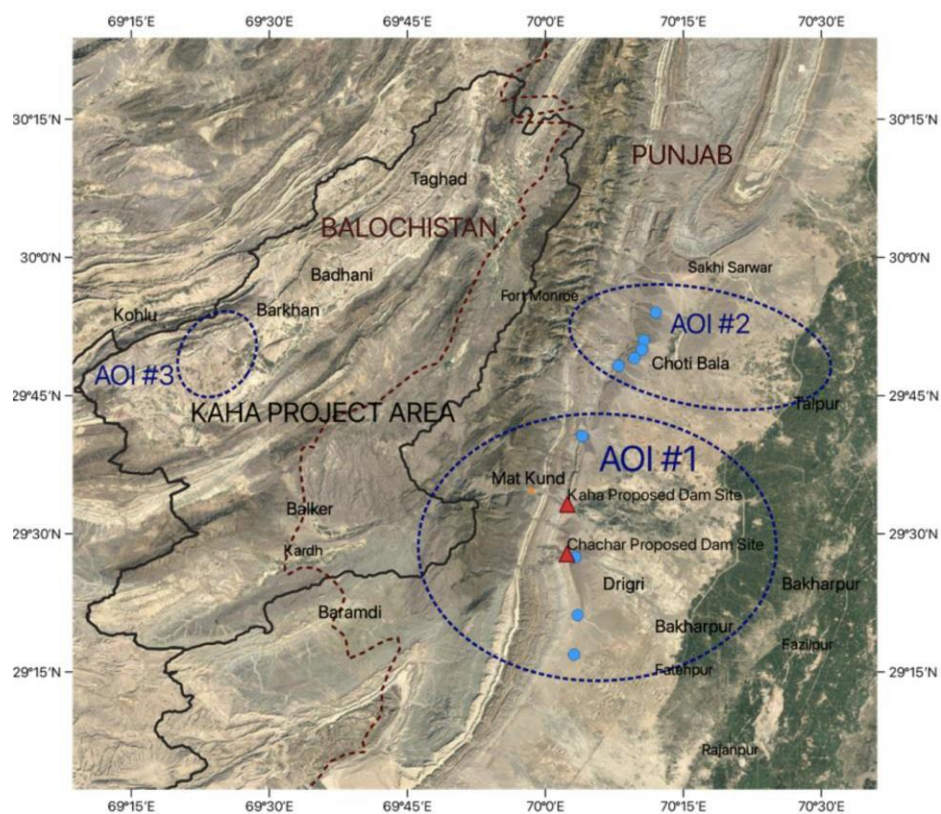 69°15'E 69°30'E 69°45'E 70°0'E 70°15'E 70°30'E
30°15'N 30°15'N
PUNJAB
Taghad
BALOCHISTAN
30°0'N 30°0'N
Sakhi Sarwar
Badhani
Fort Monroe
Kohlu
Barkhan
AOI #2
Choti Bala
AOI #3
29°45'N 29°45'N
Talpur
KAHA PROJECT AREA
AOI #1
Mat Kund
Kaha Proposed Dam Site
Balker
29°30'N 29°30'N
Chachar Proposed Dam Site
Kardh
Drigri
Bakharpur
Baramdi
Bakharpur
Fazilpur
29°15'N 29°15'N
Fatehpur
Rajanpur
69°15'E 69°30'E 69°45'E 70°0'E 70°15'E 70°30'E